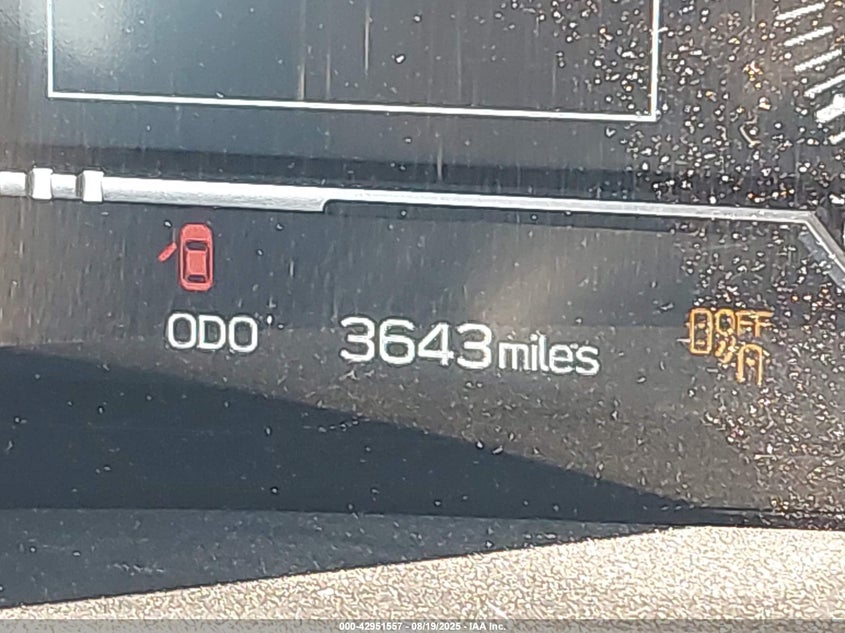 OFF
ODO 3643 miles
000-42951557 - 08/19/2025 - IAA Inc.